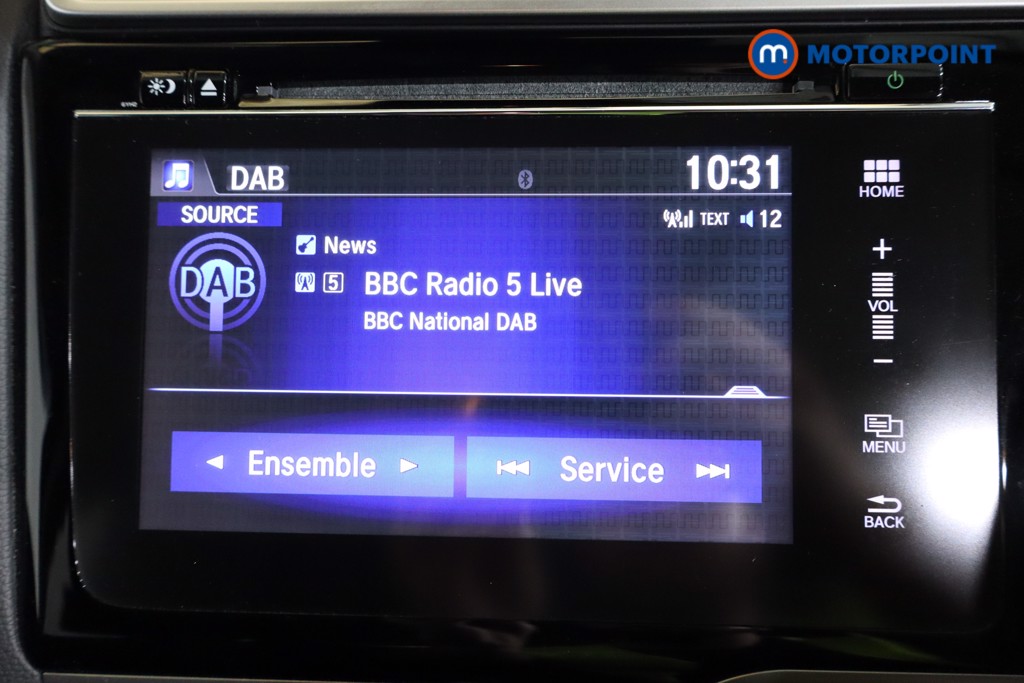 m MOTORPOINT
DAB
10:31
SOURCE
TEXT 12
DAB
News
5 BBC Radio 5 Live
BBC National DAB
Ensemble
Service
HOME
+
VOL
-
MENU
BACK